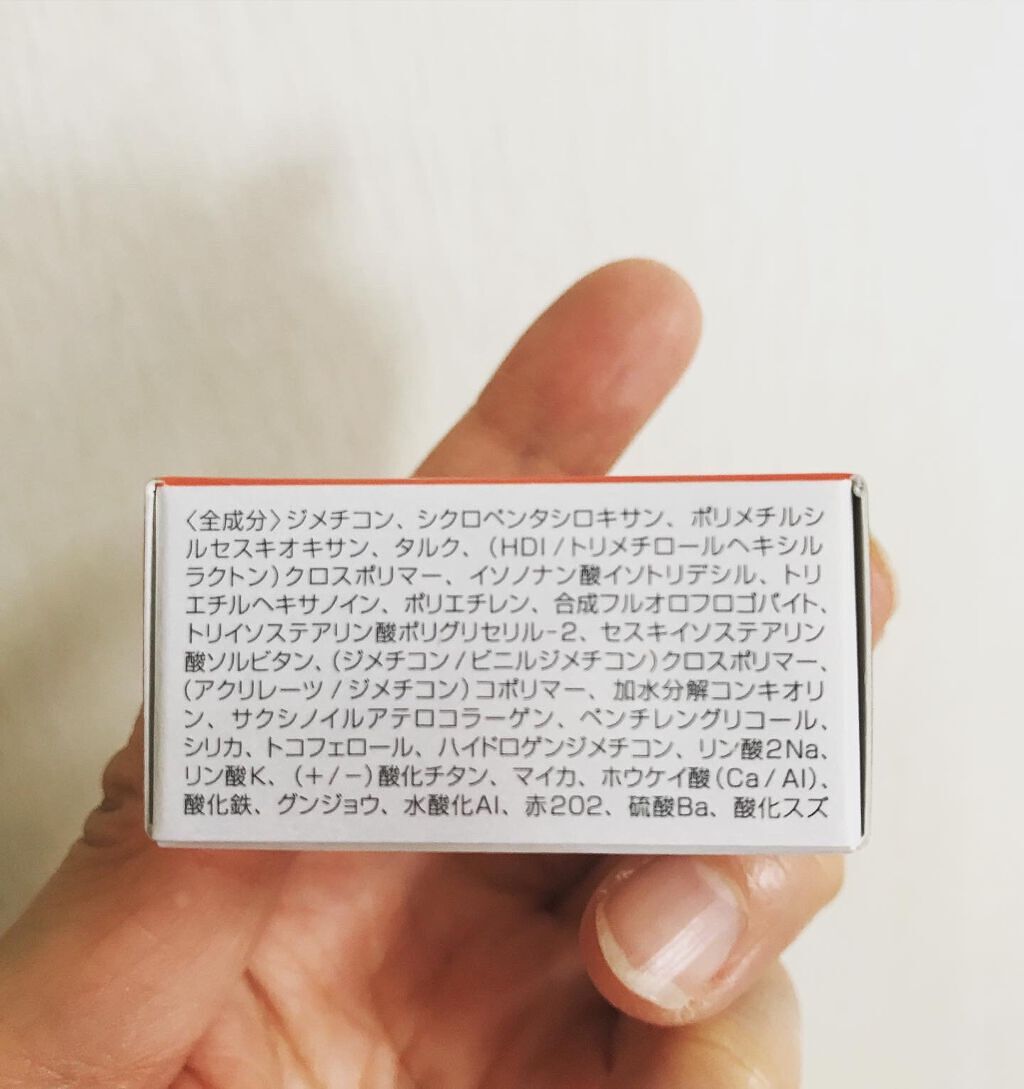 〈全成分〉ジメチコン、シクロペンタシロキサン、ポリメチルシ
ルセスキオキサン、タルク、(HDI/トリメチロールヘキシル
ラクトン)クロスポリマー、イソノナン酸イソトリデシル、トリ
エチルヘキサノイン、ポリエチレン、合成フルオロフロゴパイト、
トリイソステアリン酸ポリグリセリル-2、セスキイソステアリン
酸ソルビタン、(ジメチコン/ビニルジメチコン)クロスポリマー、
(アクリレーツ/ジメチコン)コポリマー、加水分解コンキオリ
ン、サクシノイルアテロコラーゲン、ペンチレングリコール、
シリカ、トコフェロール、ハイドロゲンジメチコン、リン酸2Na、
リン酸K、(+/-)酸化チタン、マイカ、ホウケイ酸(Ca/Al)、
酸化鉄、グンジョウ、水酸化Al、赤202、硫酸Ba、酸化スズ